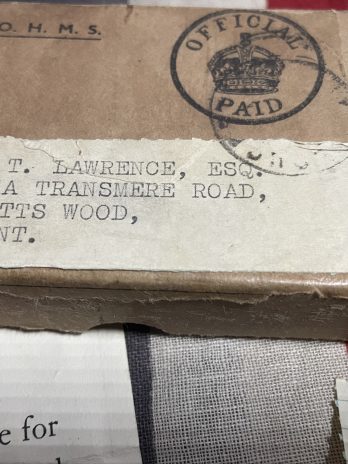 O. H. M. S.
OFFICIAL
PAID
T. LAWRENCE, ESQ.
A TRANSMERE ROAD,
TTS WOOD,
NT.
e for